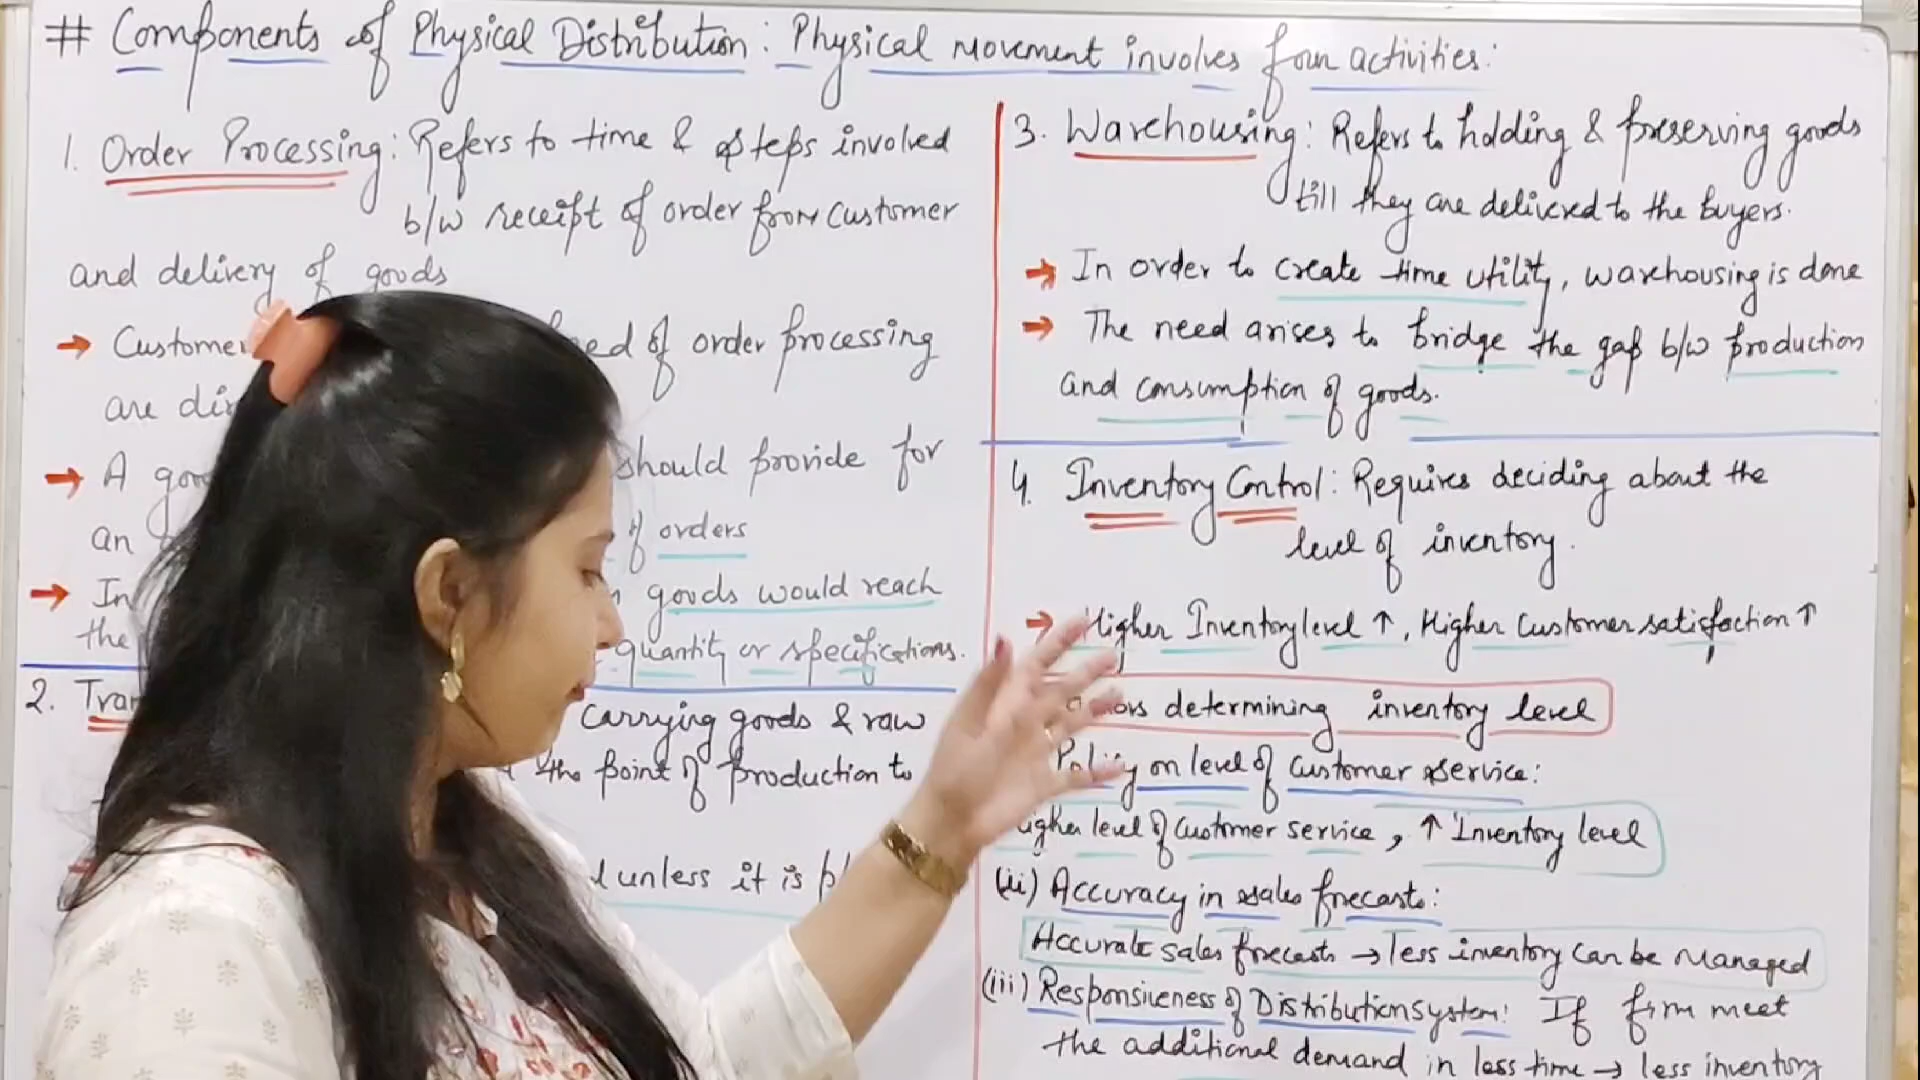 # Components of Physical Distribution: Physical movement involves four activities:
1. Order Processing: Refers to time & steps involved
b/w receipt of order from customer
and delivery of goods
→ Customer of order processing
are
→ A should provide for
an of orders
→ In goods would reach
the quantity or specifications.
2. carrying goods & raw
the point of production to
unless it is
3. Warehousing: Refers to holding & preserving goods
till they are delivered to the buyers.
→ In order to create time utility, warehousing is done
→ The need arises to bridge the gap b/w production
and consumption of goods.
4. Inventory Control: Requires deciding about the
level of inventory.
→ Higher Inventory level ↑, Higher Customer satisfaction ↑
determining inventory level
Policy on level of customer service:
Higher level of customer service, ↑ Inventory level
(ii) Accuracy in sales forecasts:
Accurate sales forecasts → less inventory can be managed
(iii) Responsiveness of Distribution system: If firm meet
the additional demand in less time → less inventory